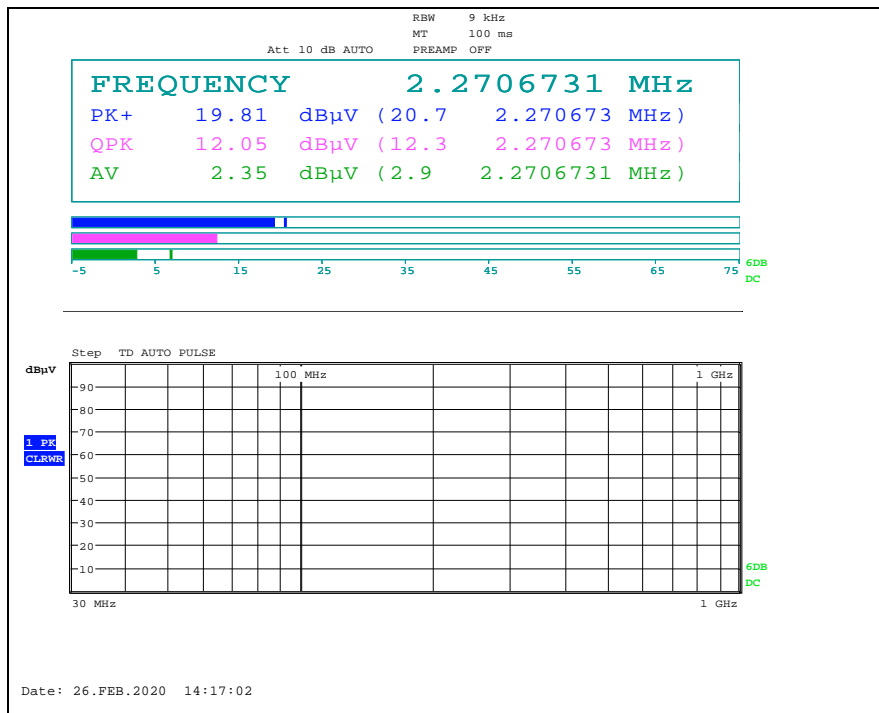 RBW 9 kHz
MT 100 ms
Att 10 dB AUTO PREAMP OFF
FREQUENCY 2.2706731 MHz
PK+ 19.81 dBµV (20.7 2.270673 MHz)
QPK 12.05 dBµV (12.3 2.270673 MHz)
AV 2.35 dBµV (2.9 2.2706731 MHz)
-5 5 15 25 35 45 55 65 75
6DB
DC
Step TD AUTO PULSE
dBµV
100 MHz 1 GHz
90
80
70
1 PK
CLRWR
60
50
40
30
20
10
6DB
DC
30 MHz 1 GHz
Date: 26.FEB.2020 14:17:02